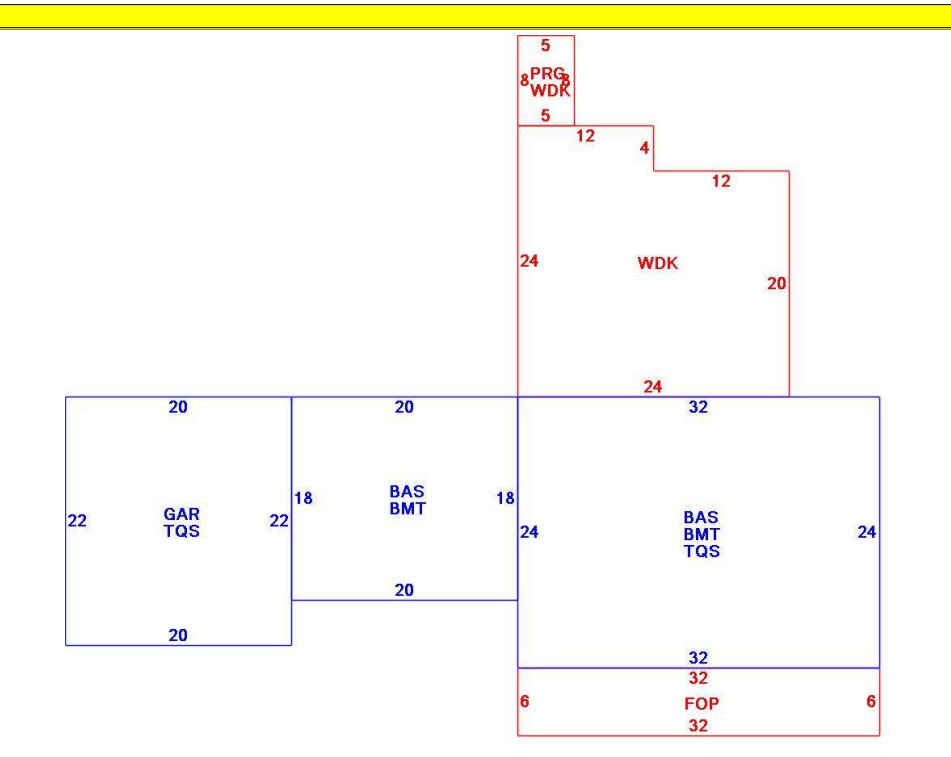 5
8 PRG 8
WDK
5
12
4
12
24 WDK 20
24
20 20 32
18 BAS 18
BMT
22 GAR 22
TQS
24 BAS 24
BMT
TQS
20
20
32
32
6 FOP 6
32